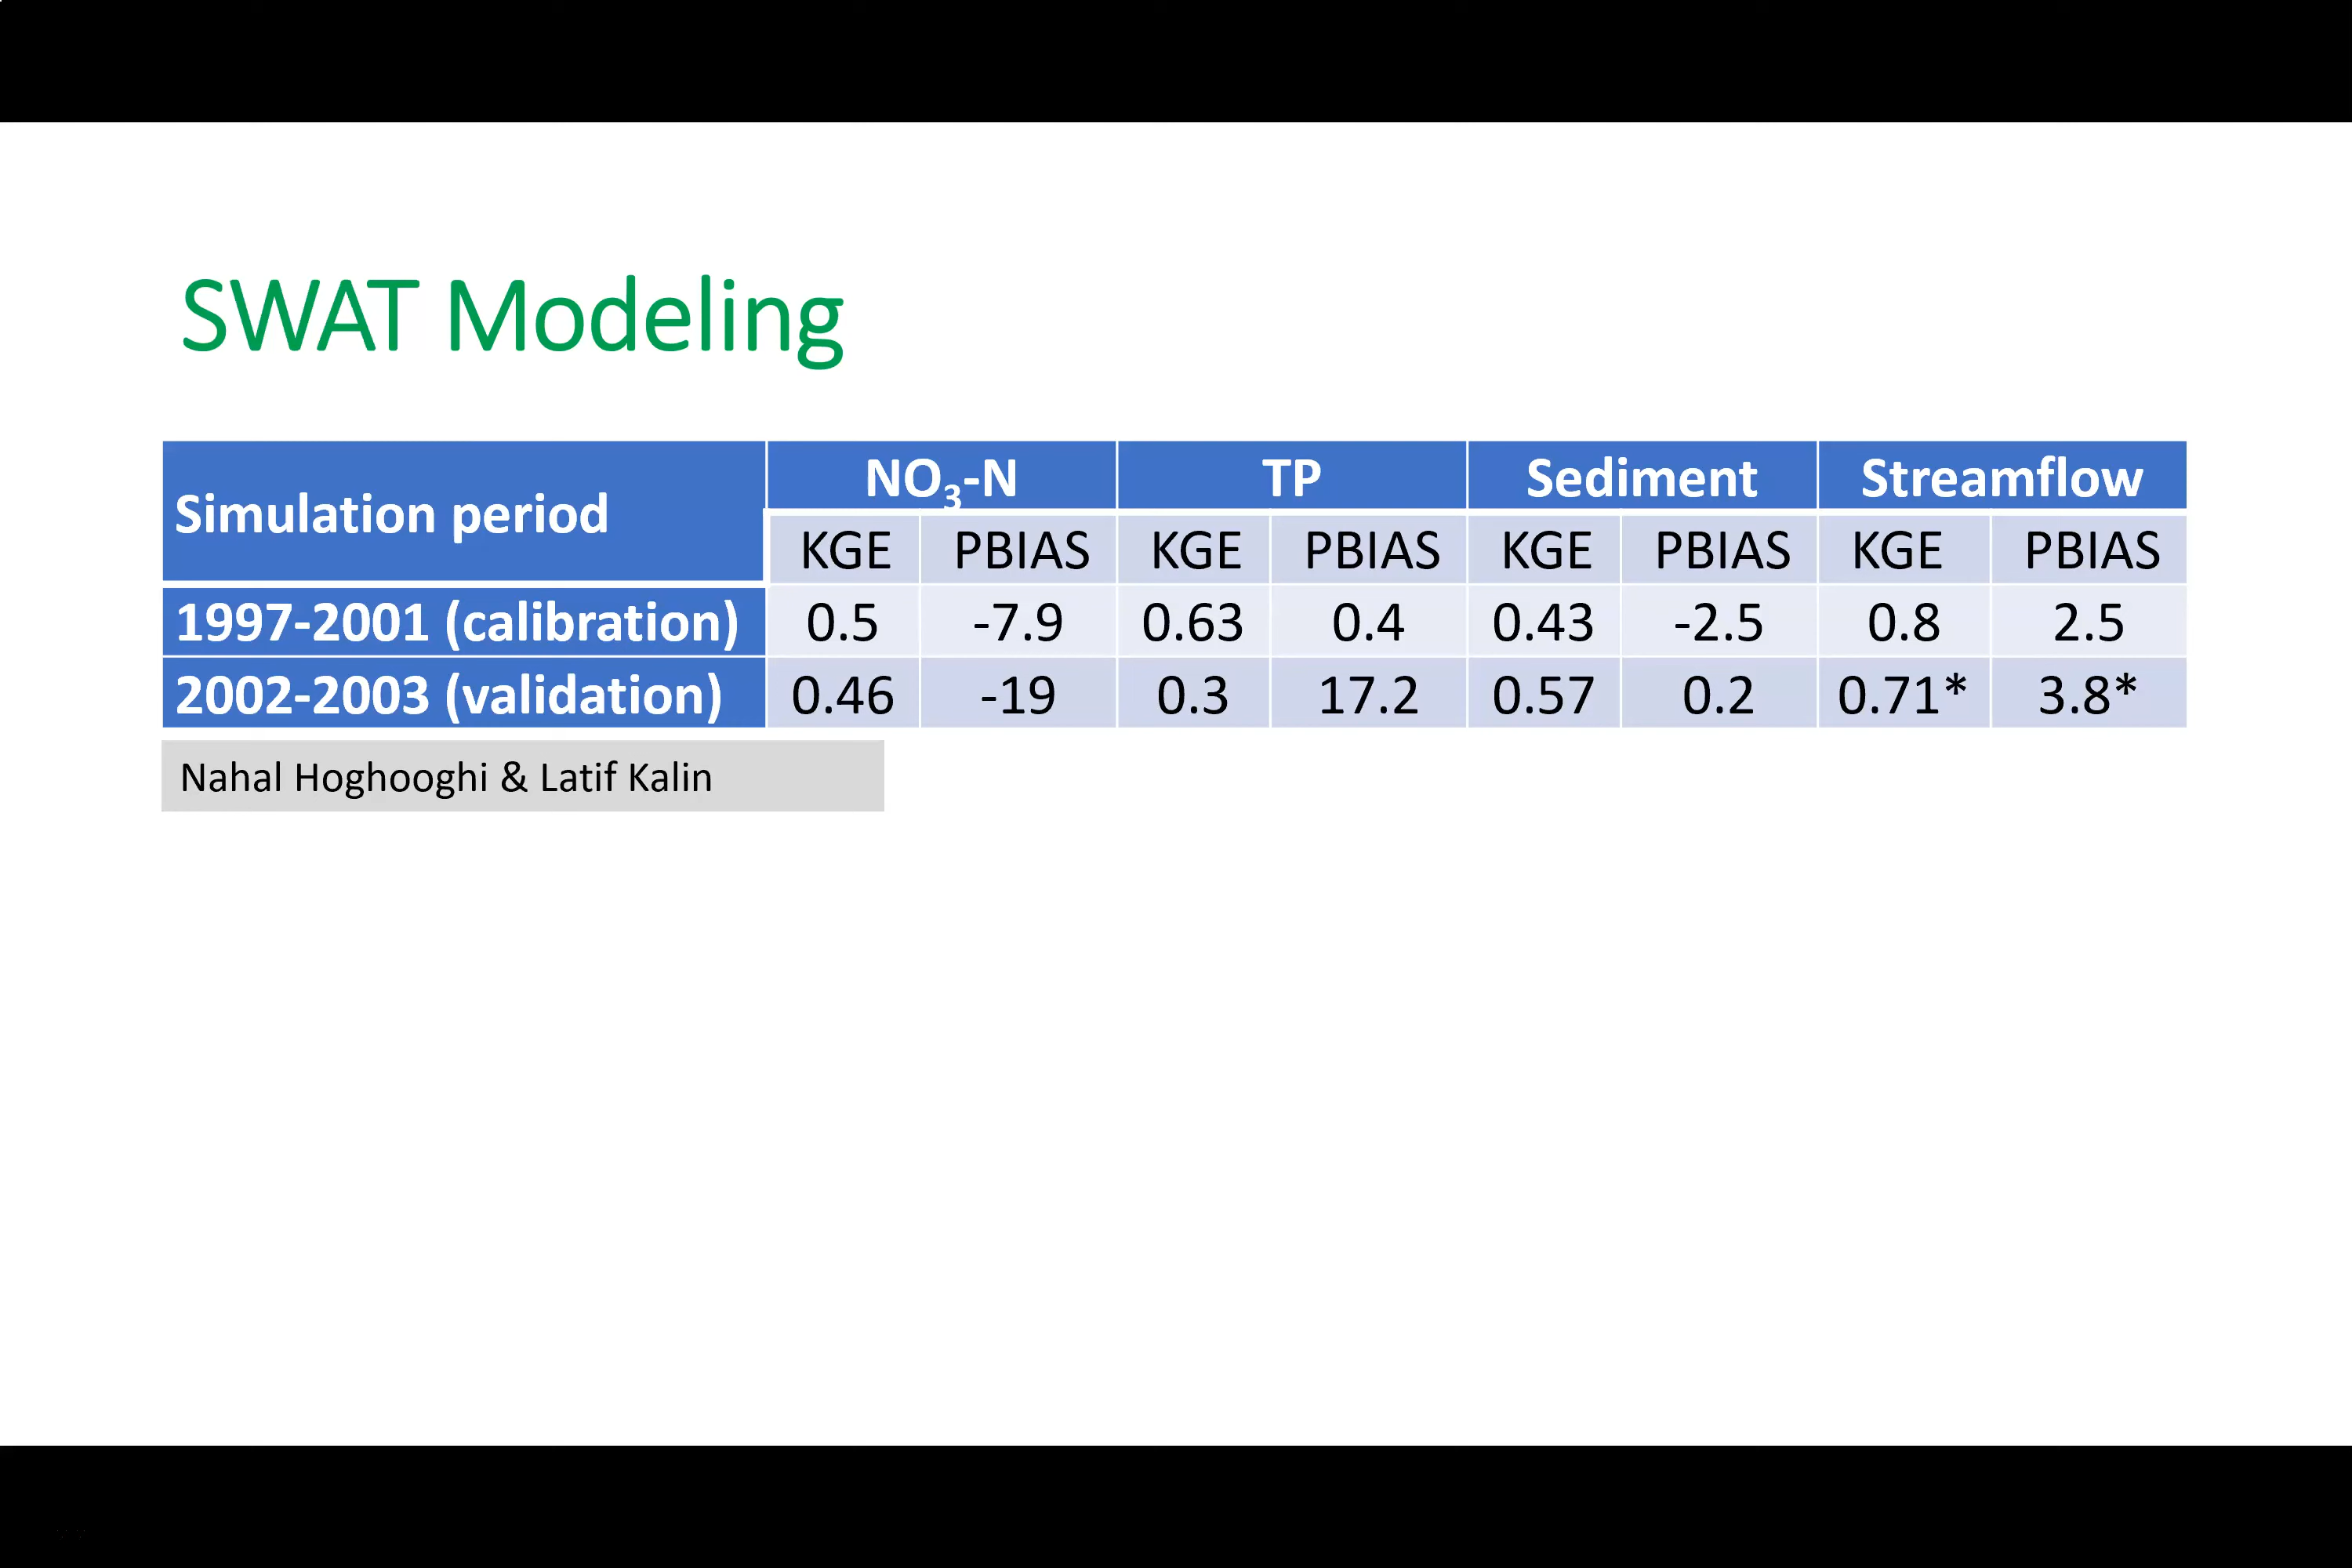 SWAT Modeling
Simulation period NO₃-N TP Sediment Streamflow
KGE PBIAS KGE PBIAS KGE PBIAS KGE PBIAS
1997-2001 (calibration) 0.5 -7.9 0.63 0.4 0.43 -2.5 0.8 2.5
2002-2003 (validation) 0.46 -19 0.3 17.2 0.57 0.2 0.71* 3.8*
Nahal Hoghooghi & Latif Kalin